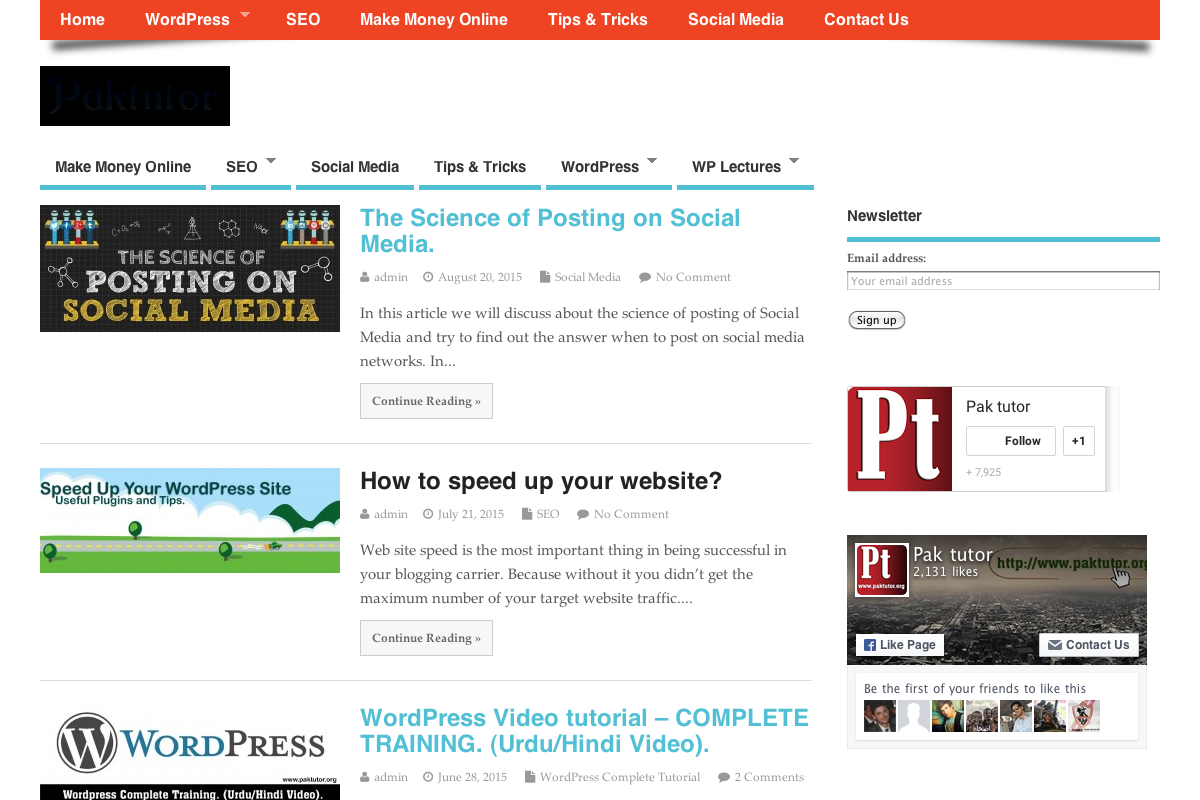 Home WordPress SEO Make Money Online Tips & Tricks Social Media Contact Us
Paktutor
Make Money Online SEO Social Media Tips & Tricks WordPress WP Lectures
THE SCIENCE OF
POSTING ON
SOCIAL MEDIA
The Science of Posting on Social
Media.
admin August 20, 2015 Social Media No Comment
In this article we will discuss about the science of posting of Social
Media and try to find out the answer when to post on social media
networks. In...
Continue Reading »
Speed Up Your WordPress Site
Useful Plugins and Tips.
How to speed up your website?
admin July 21, 2015 SEO No Comment
Web site speed is the most important thing in being successful in
your blogging carrier. Because without it you didn’t get the
maximum number of your target website traffic....
Continue Reading »
WORDPRESS
www.paktutor.org
Wordpress Complete Training. (Urdu/Hindi Video).
WordPress Video tutorial – COMPLETE
TRAINING. (Urdu/Hindi Video).
admin June 28, 2015 WordPress Complete Tutorial 2 Comments
Newsletter
Email address:
Your email address
Sign up
Pt
Pak tutor
Follow +1
+ 7,925
Pt
www.paktutor.org
Pak tutor
2,131 likes
http://www.paktutor.org
Like Page Contact Us
Be the first of your friends to like this